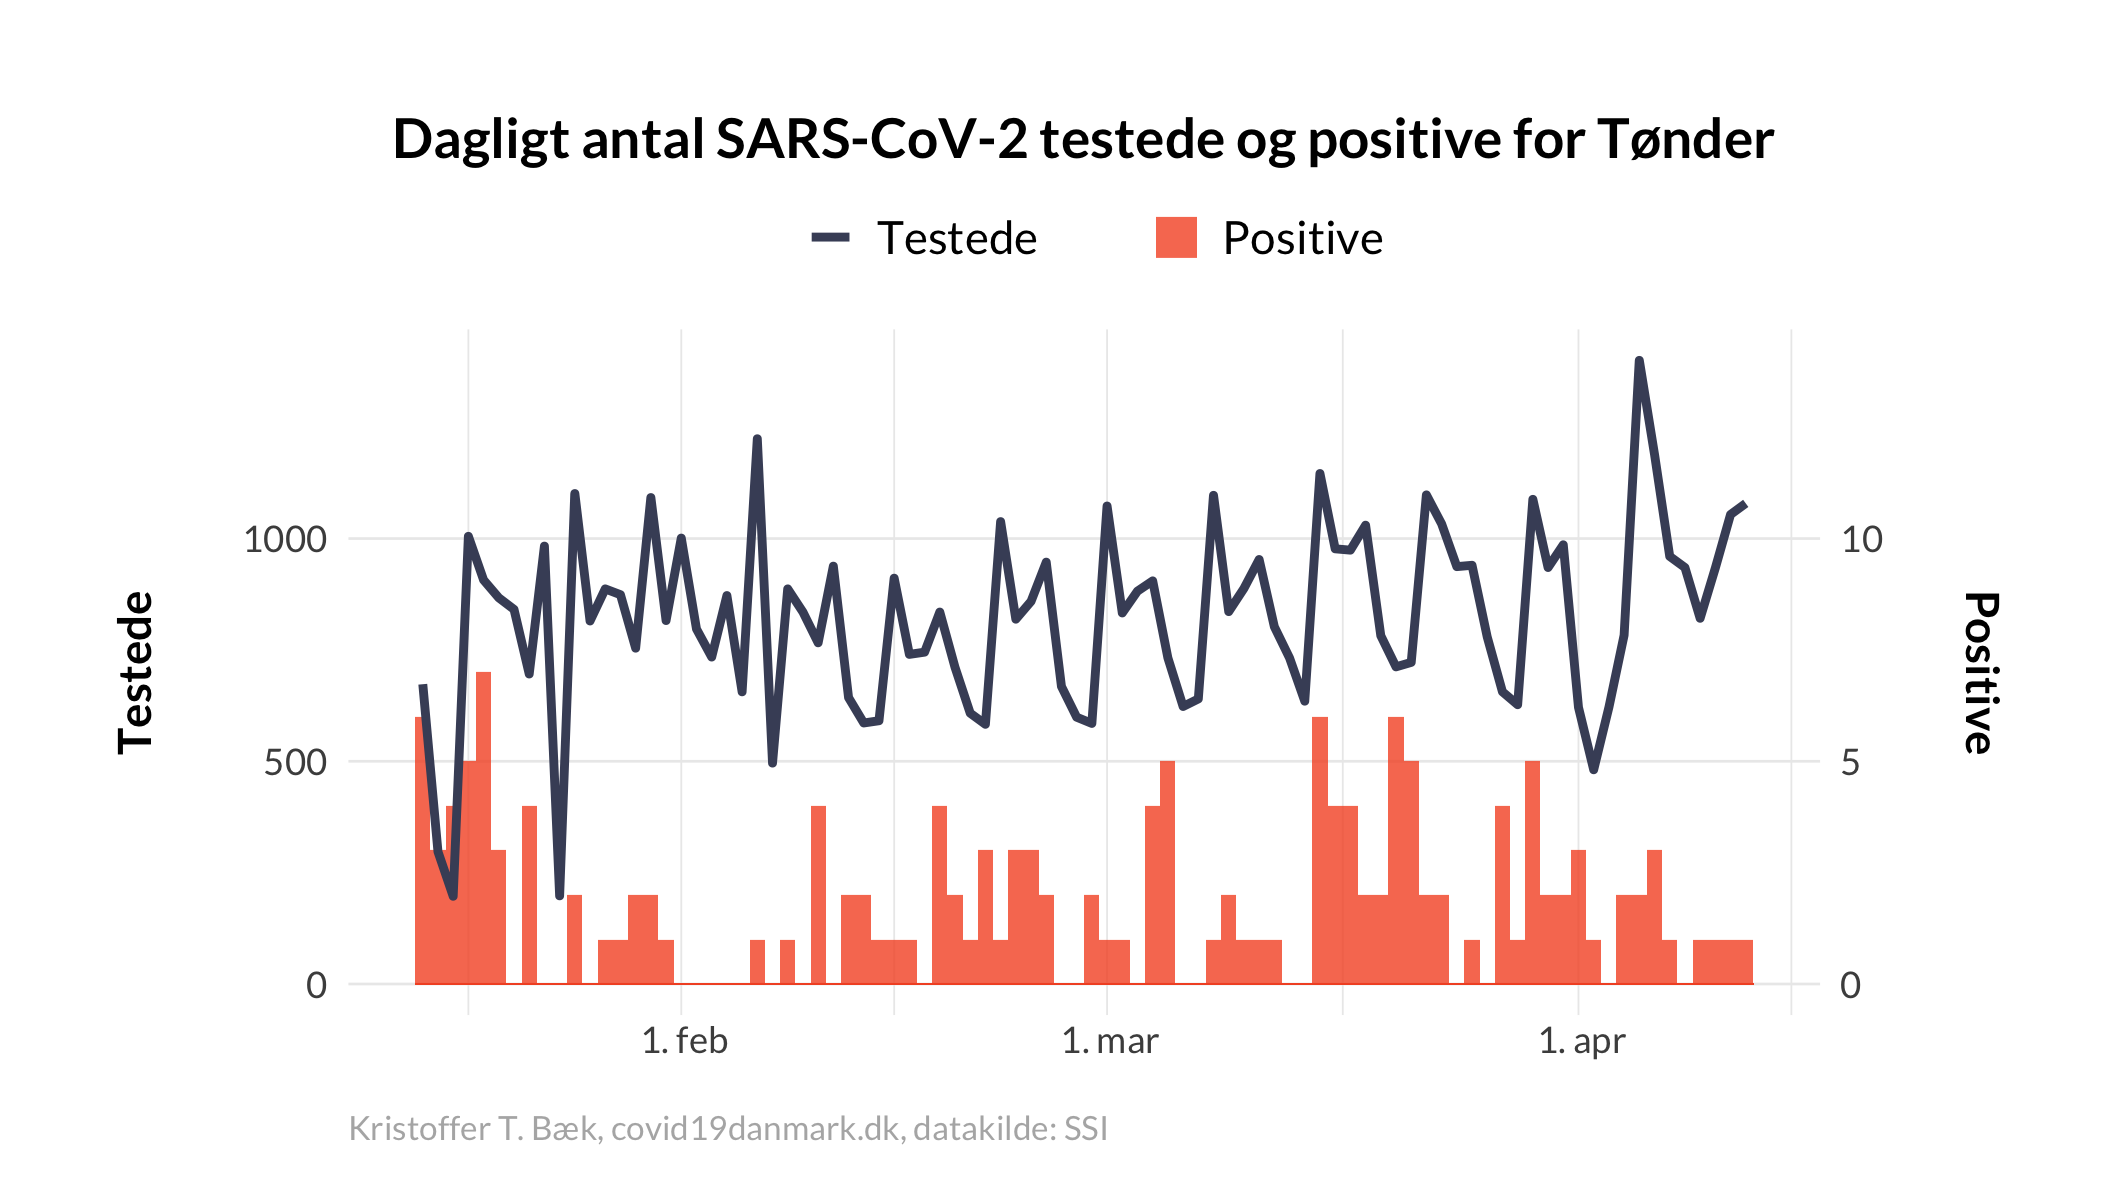 Dagligt antal SARS-CoV-2 testede og positive for Tønder
Testede Positive
1000 10
500 5
0 0
Testede
Positive
1. feb 1. mar 1. apr
Kristoffer T. Bæk, covid19danmark.dk, datakilde: SSI